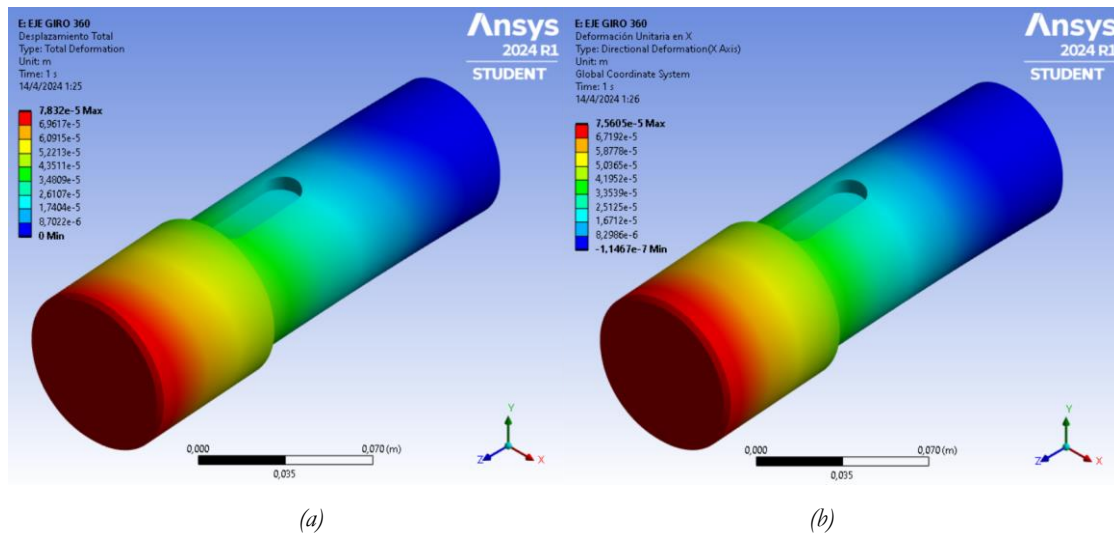 E: EJE GIRO 360
Desplazamiento Total
Type: Total Deformation
Unit: m
Time: 1 s
14/4/2024 1:25
7,832e-5 Max
6,9617e-5
6,0915e-5
5,2213e-5
4,3511e-5
3,4809e-5
2,6107e-5
1,7404e-5
8,7022e-6
0 Min
Ansys
2024 R1
STUDENT
0,000
0,070 (m)
0,035
Y
Z
X
(a)
E: EJE GIRO 360
Deformación Unitaria en X
Type: Directional Deformation(X Axis)
Unit: m
Global Coordinate System
Time: 1 s
14/4/2024 1:26
7,5605e-5 Max
6,7192e-5
5,8778e-5
5,0365e-5
4,1952e-5
3,3539e-5
2,5125e-5
1,6712e-5
8,2986e-6
-1,1467e-7 Min
Ansys
2024 R1
STUDENT
0,000
0,070 (m)
0,035
Y
Z
X
(b)